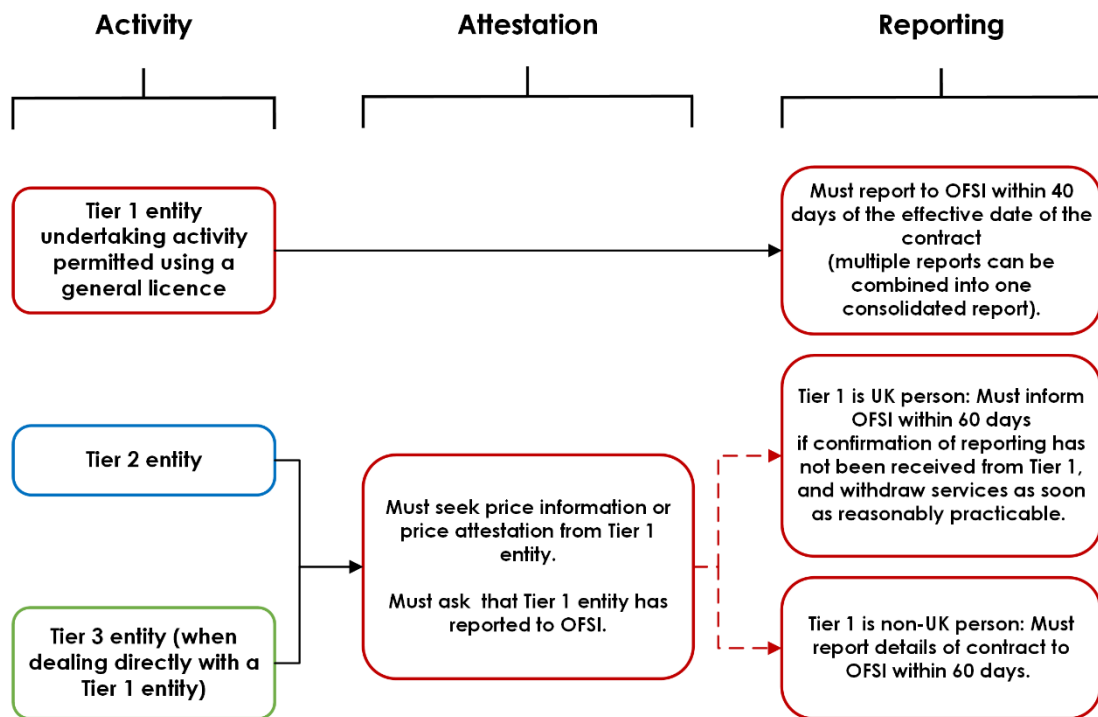 Activity
Attestation
Reporting
Tier 1 entity
undertaking activity
permitted using a
general licence
Must report to OFSI within 40
days of the effective date of the
contract
(multiple reports can be
combined into one
consolidated report).
Tier 2 entity
Tier 3 entity (when
dealing directly with a
Tier 1 entity)
Must seek price information or
price attestation from Tier 1
entity.
Must ask that Tier 1 entity has
reported to OFSI.
Tier 1 is UK person: Must inform
OFSI within 60 days
if confirmation of reporting has
not been received from Tier 1,
and withdraw services as soon
as reasonably practicable.
Tier 1 is non-UK person: Must
report details of contract to
OFSI within 60 days.